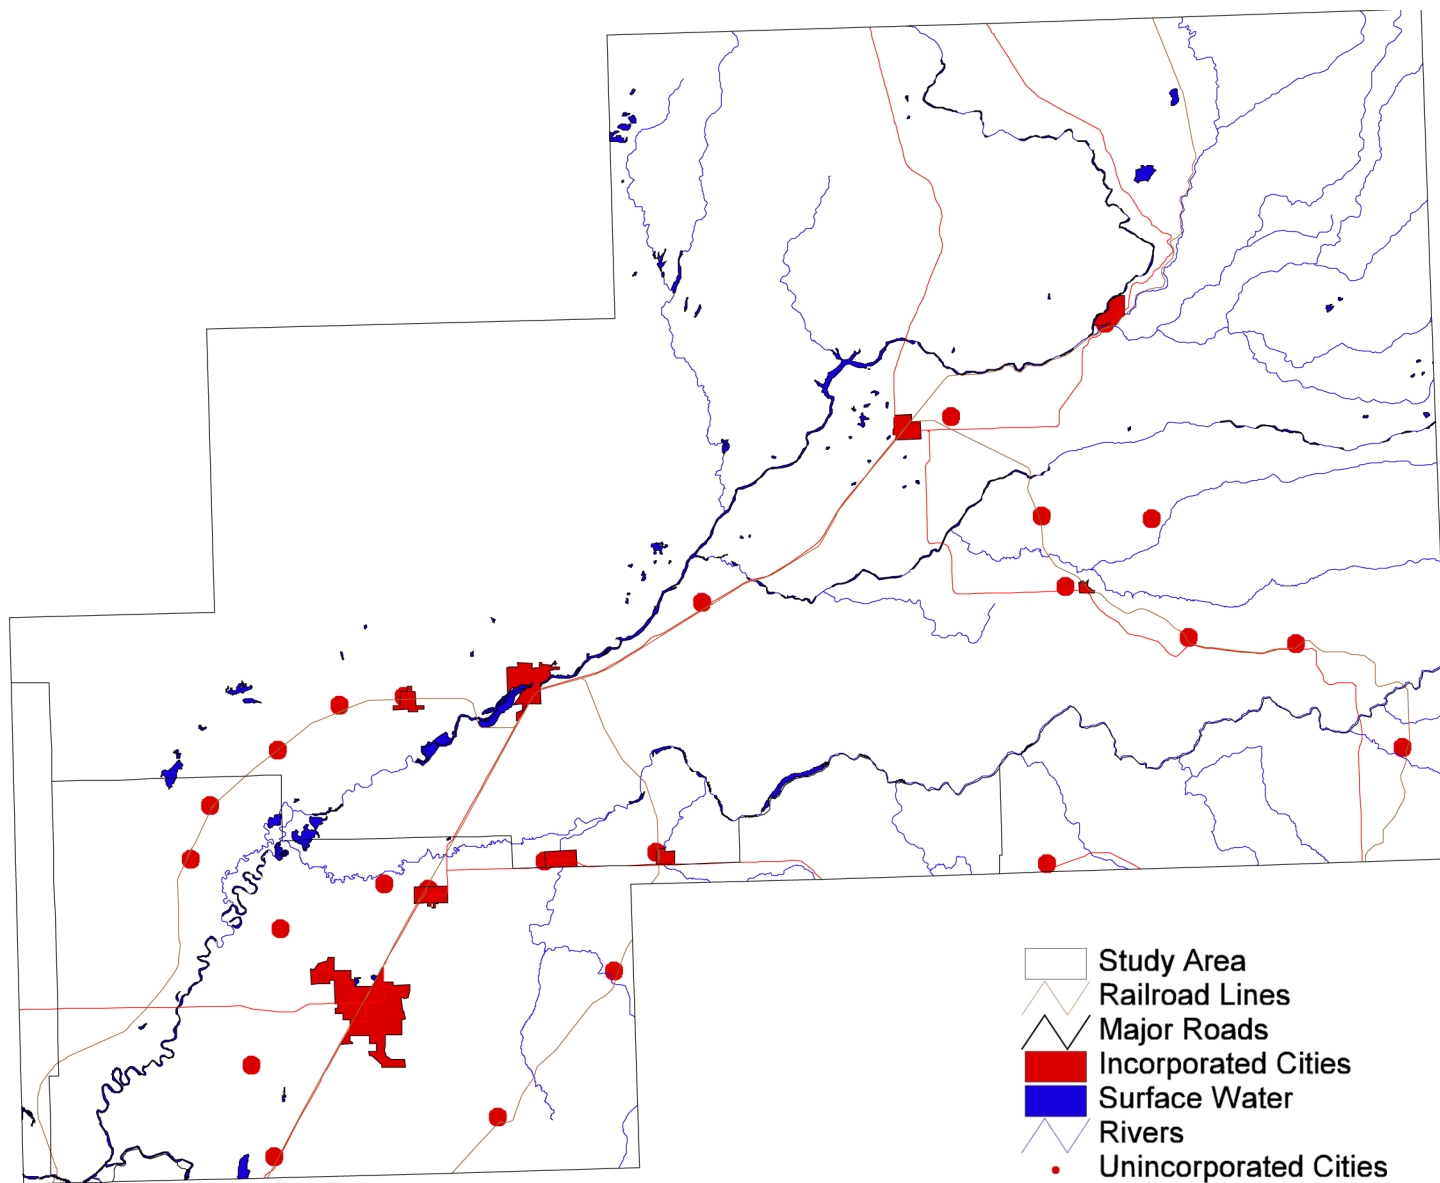 Study Area
Railroad Lines
Major Roads
Incorporated Cities
Surface Water
Rivers
Unincorporated Cities